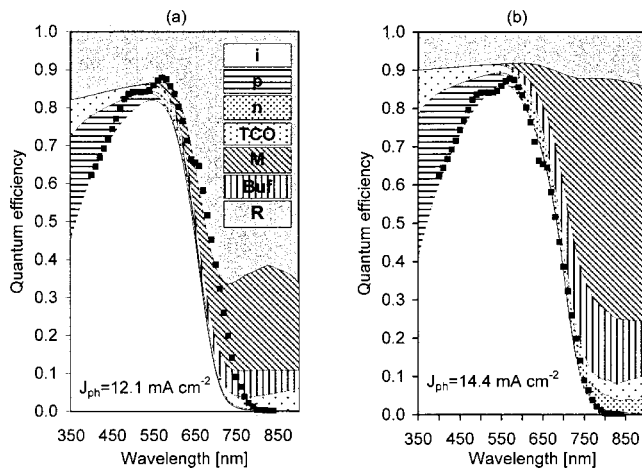 (a)
1.0
0.9
0.8
0.7
0.6
0.5
0.4
0.3
0.2
0.1
0.0
Quantum efficiency
i
p
n
TCO
M
Buf
R
Jph=12.1 mA cm-2
350 450 550 650 750 850
Wavelength [nm]
(b)
1.0
0.9
0.8
0.7
0.6
0.5
0.4
0.3
0.2
0.1
0.0
Quantum efficiency
Jph=14.4 mA cm-2
350 450 550 650 750 850
Wavelength [nm]